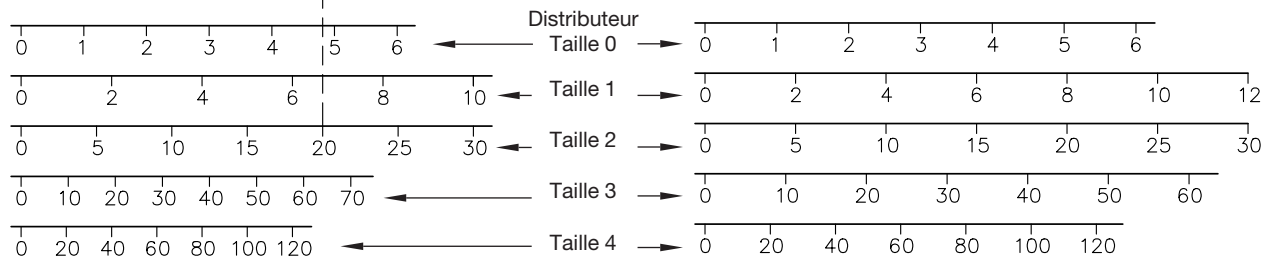 Distributeur
0 1 2 3 4 5 6 Taille 0 0 1 2 3 4 5 6
0 2 4 6 8 10 Taille 1 0 2 4 6 8 10 12
0 5 10 15 20 25 30 Taille 2 0 5 10 15 20 25 30
0 10 20 30 40 50 60 70 Taille 3 0 10 20 30 40 50 60
0 20 40 60 80 100 120 Taille 4 0 20 40 60 80 100 120